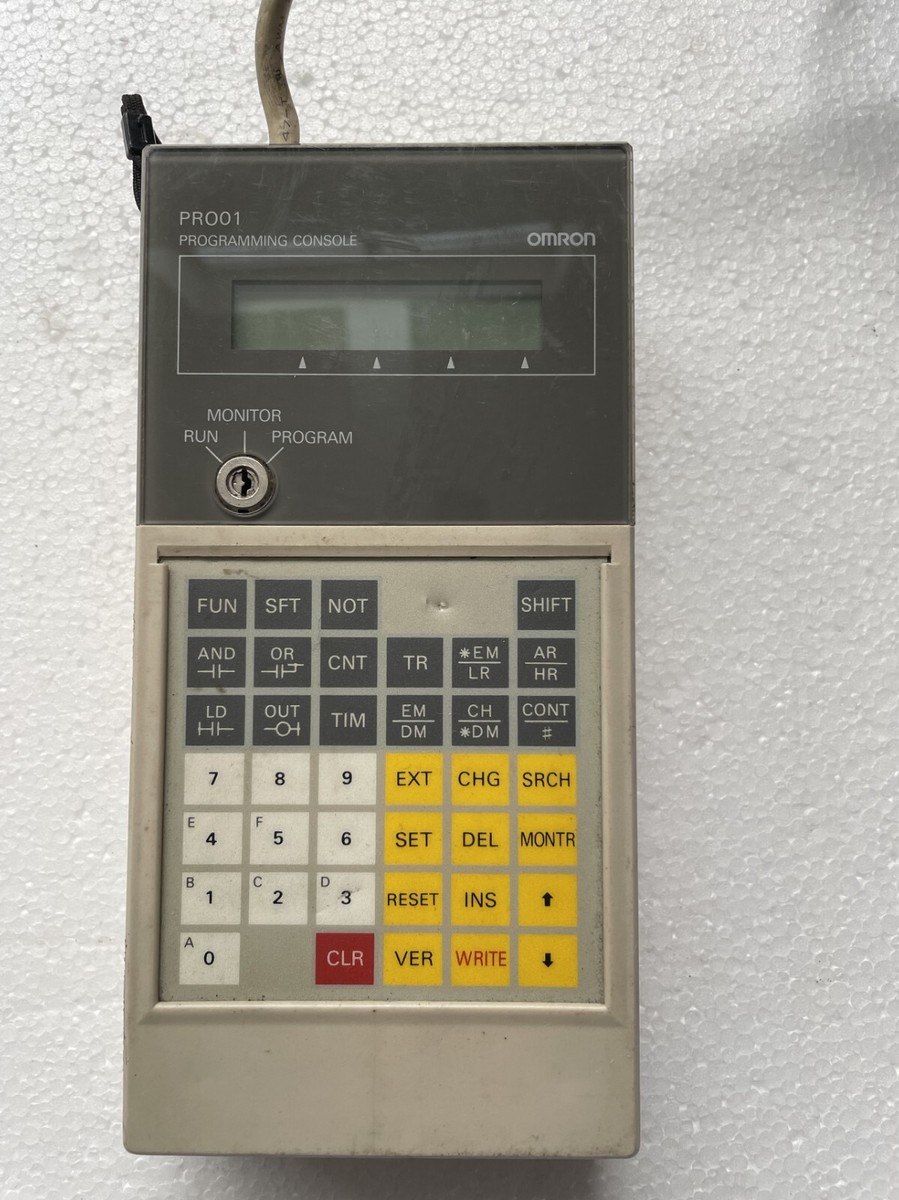 PRO01
PROGRAMMING CONSOLE OMRON
MONITOR
RUN PROGRAM
FUN SFT NOT SHIFT
AND OR CNT TR *EM LR AR HR
LD OUT TIM EM DM CH *DM CONT #
7 8 9 EXT CHG SRCH
E 4 F 5 6 SET DEL MONTR
B 1 C 2 D 3 RESET INS ↑
A 0 CLR VER WRITE ↓